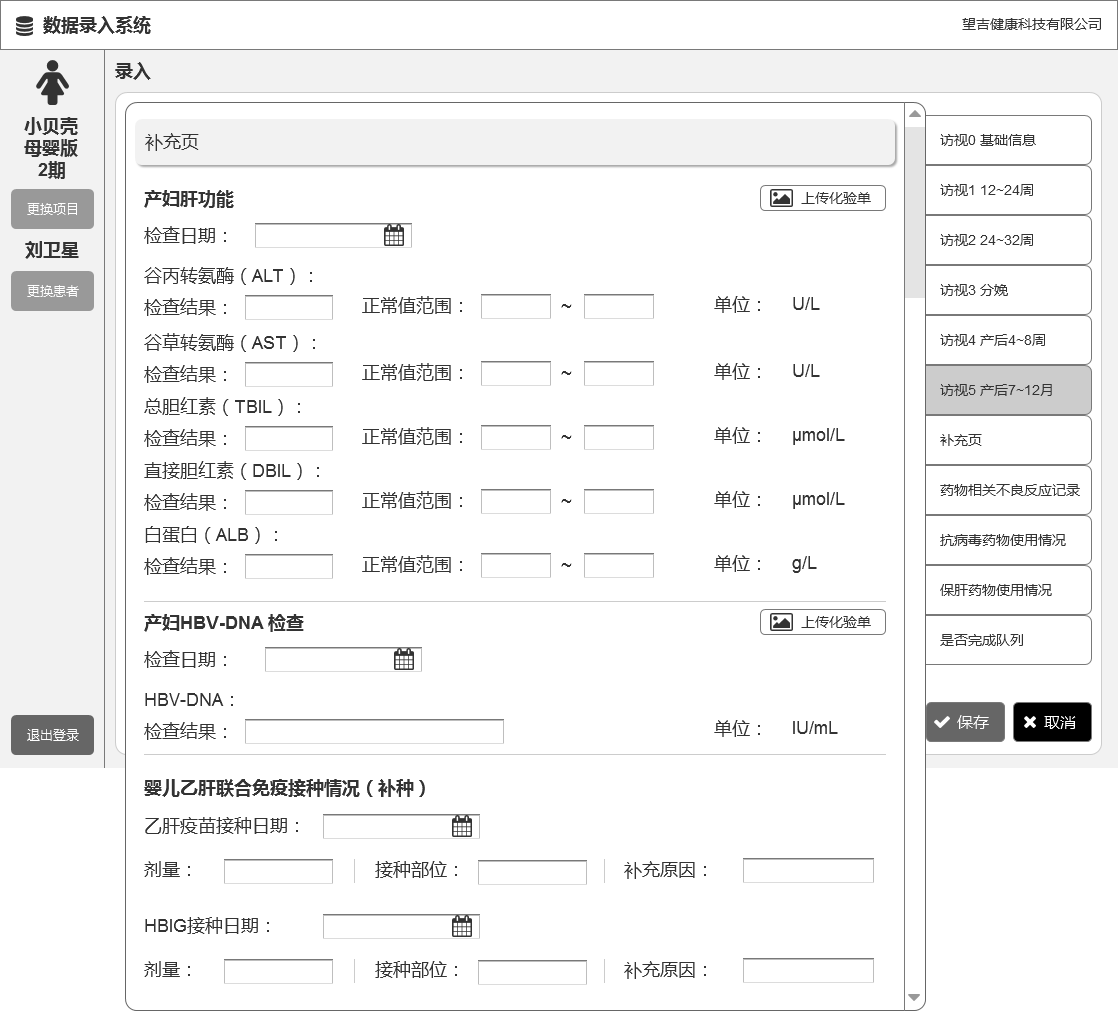 数据录入系统
望吉健康科技有限公司
小贝壳
母婴版
2期
更换项目
刘卫星
更换患者
退出登录
录入
补充页
产妇肝功能
上传化验单
检查日期：
谷丙转氨酶（ALT ）：
检查结果： 正常值范围： ~ 单位： U/L
谷草转氨酶（AST ）：
检查结果： 正常值范围： ~ 单位： U/L
总胆红素（TBIL ）：
检查结果： 正常值范围： ~ 单位： μmol/L
直接胆红素（DBIL ）：
检查结果： 正常值范围： ~ 单位： μmol/L
白蛋白（ALB ）：
检查结果： 正常值范围： ~ 单位： g/L
产妇HBV-DNA 检查
上传化验单
检查日期：
HBV-DNA：
检查结果： 单位： IU/mL
婴儿乙肝联合免疫接种情况（补种）
乙肝疫苗接种日期：
剂量： 接种部位： 补充原因：
HBIG接种日期：
剂量： 接种部位： 补充原因：
访视0 基础信息
访视1 12~24周
访视2 24~32周
访视3 分娩
访视4 产后4~8周
访视5 产后7~12月
补充页
药物相关不良反应记录
抗病毒药物使用情况
保肝药物使用情况
是否完成队列
保存
取消